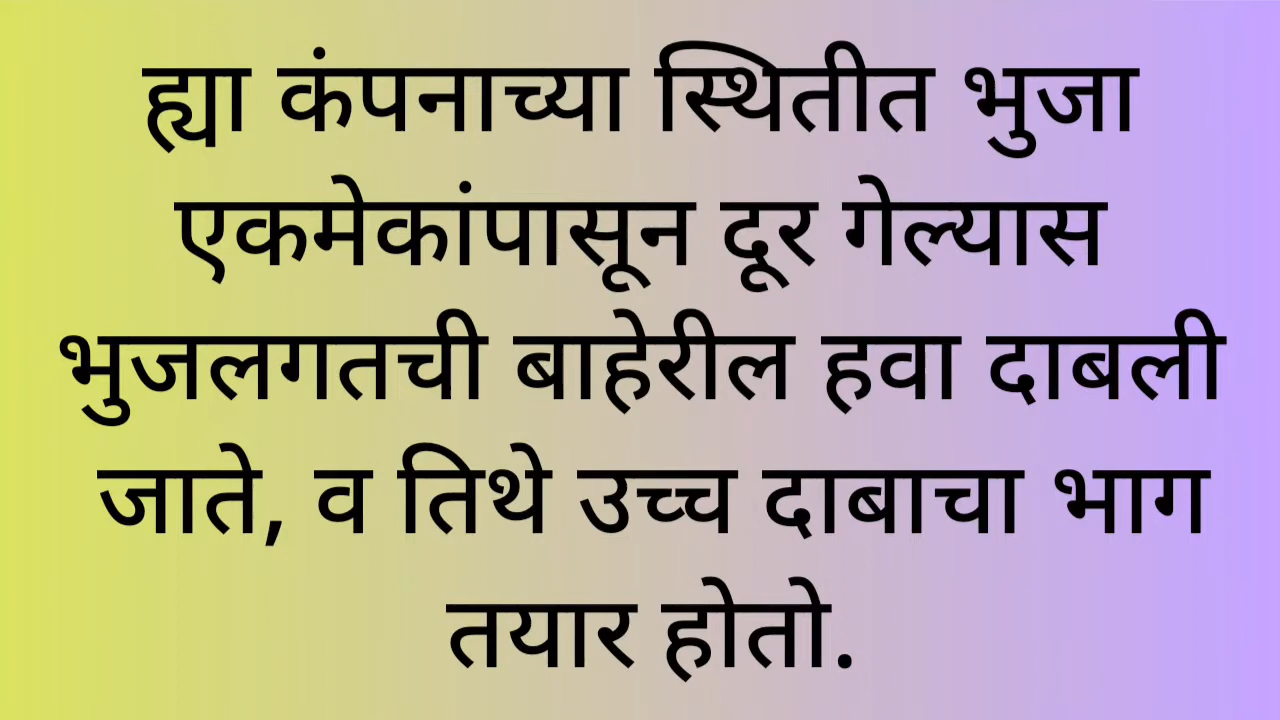 ह्या कंपनाच्या स्थितीत भुजा
एकमेकांपासून दूर गेल्यास
भुजलगतची बाहेरील हवा दाबली
जाते, व तिथे उच्च दाबाचा भाग
तयार होतो.